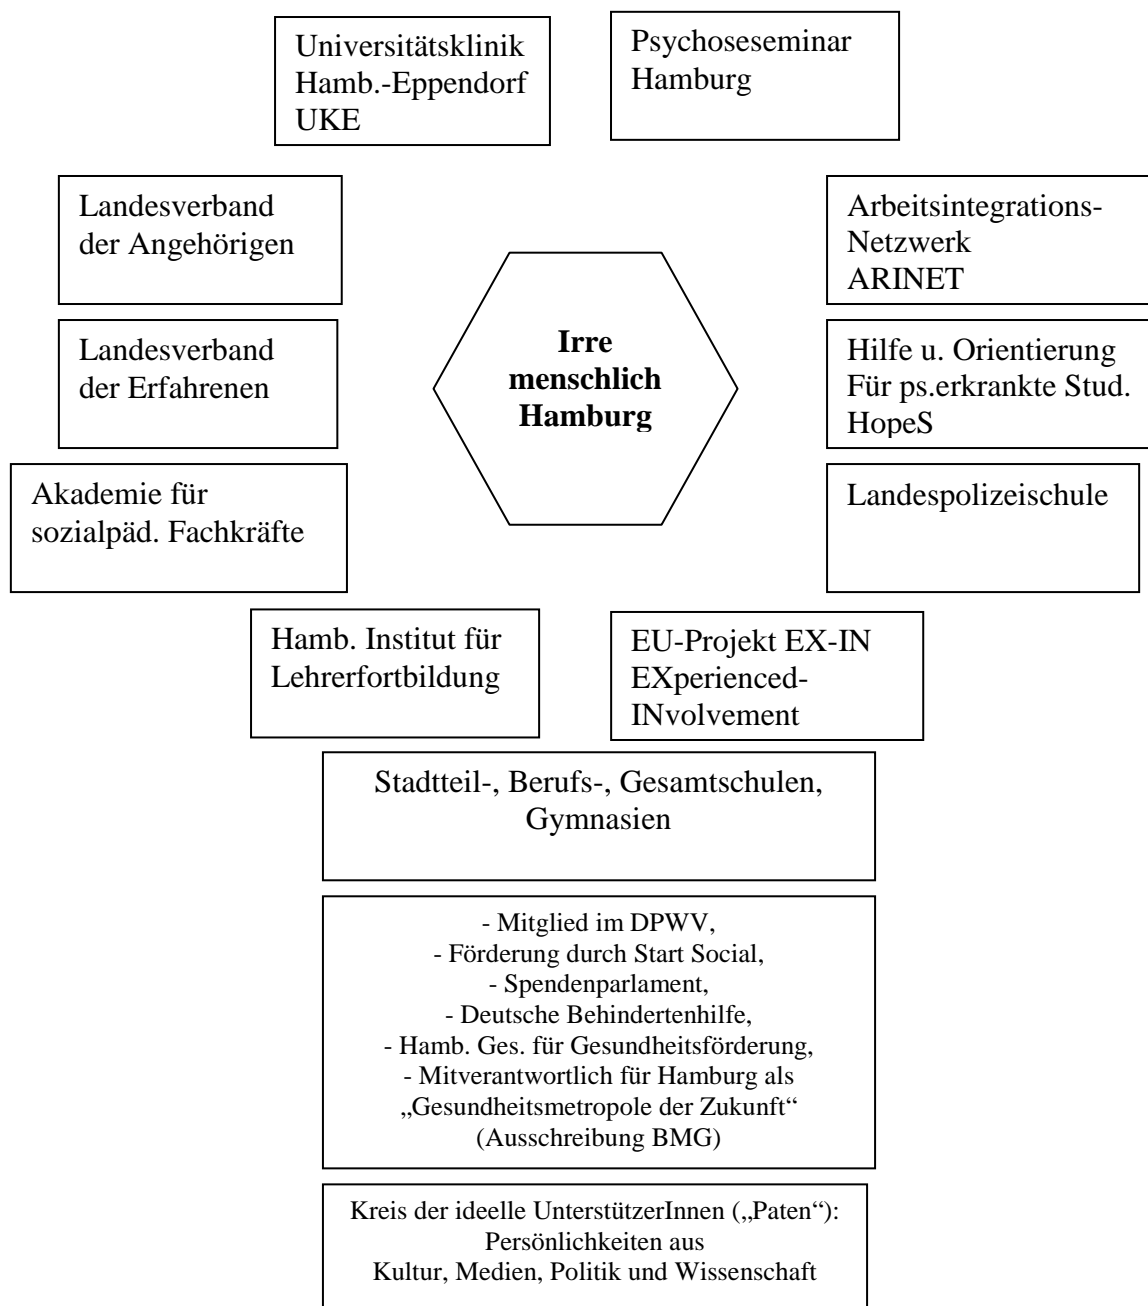 Universitätsklinik
Hamb.-Eppendorf
UKE
Psychoseseminar
Hamburg
Landesverband
der Angehörigen
Arbeitsintegrations-
Netzwerk
ARINET
Irre
menschlich
Hamburg
Landesverband
der Erfahrenen
Hilfe u. Orientierung
Für ps.erkrankte Stud.
HopeS
Akademie für
sozialpäd. Fachkräfte
Landespolizeischule
Hamb. Institut für
Lehrerfortbildung
EU-Projekt EX-IN
EXperienced-
INvolvement
Stadtteil-, Berufs-, Gesamtschulen,
Gymnasien
- Mitglied im DPWV,
- Förderung durch Start Social,
- Spendenparlament,
- Deutsche Behindertenhilfe,
- Hamb. Ges. für Gesundheitsförderung,
- Mitverantwortlich für Hamburg als
„Gesundheitsmetropole der Zukunft“
(Ausschreibung BMG)
Kreis der ideelle UnterstützerInnen („Paten“):
Persönlichkeiten aus
Kultur, Medien, Politik und Wissenschaft